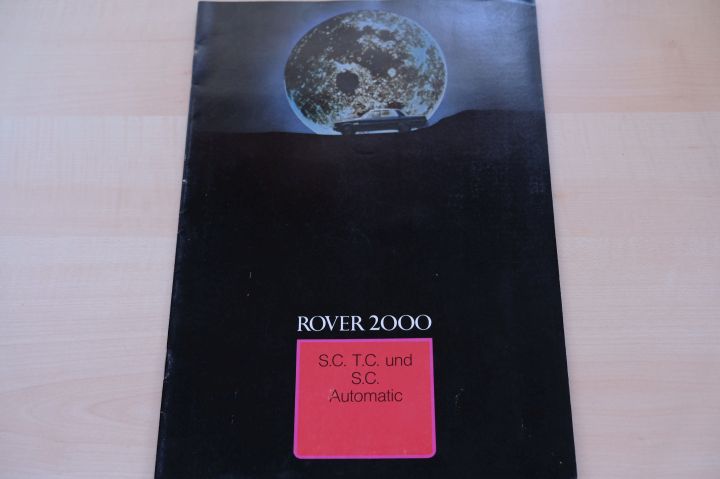 ROVER 2000
S.C. T.C. und
S.C.
Automatic